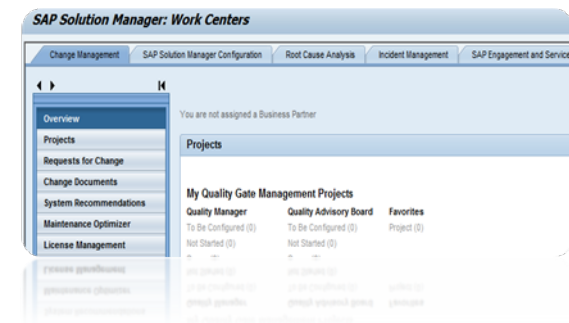 SAP Solution Manager: Work Centers
Change Management SAP Solution Manager Configuration Root Cause Analysis Incident Management SAP Engagement and Service
You are not assigned a Business Partner
Overview
Projects
Projects
Requests for Change
Change Documents
My Quality Gate Management Projects
System Recommendations
Quality Manager Quality Advisory Board Favorites
Maintenance Optimizer
To Be Configured (0) To Be Configured (0) Project (0)
License Management
Not Started (0) Not Started (0)